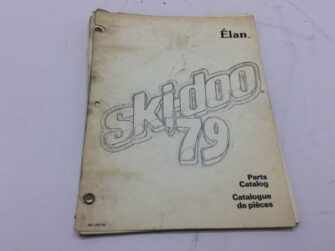 Élan.
ski-doo
79
Parts
Catalog
Catalogue
de pièces